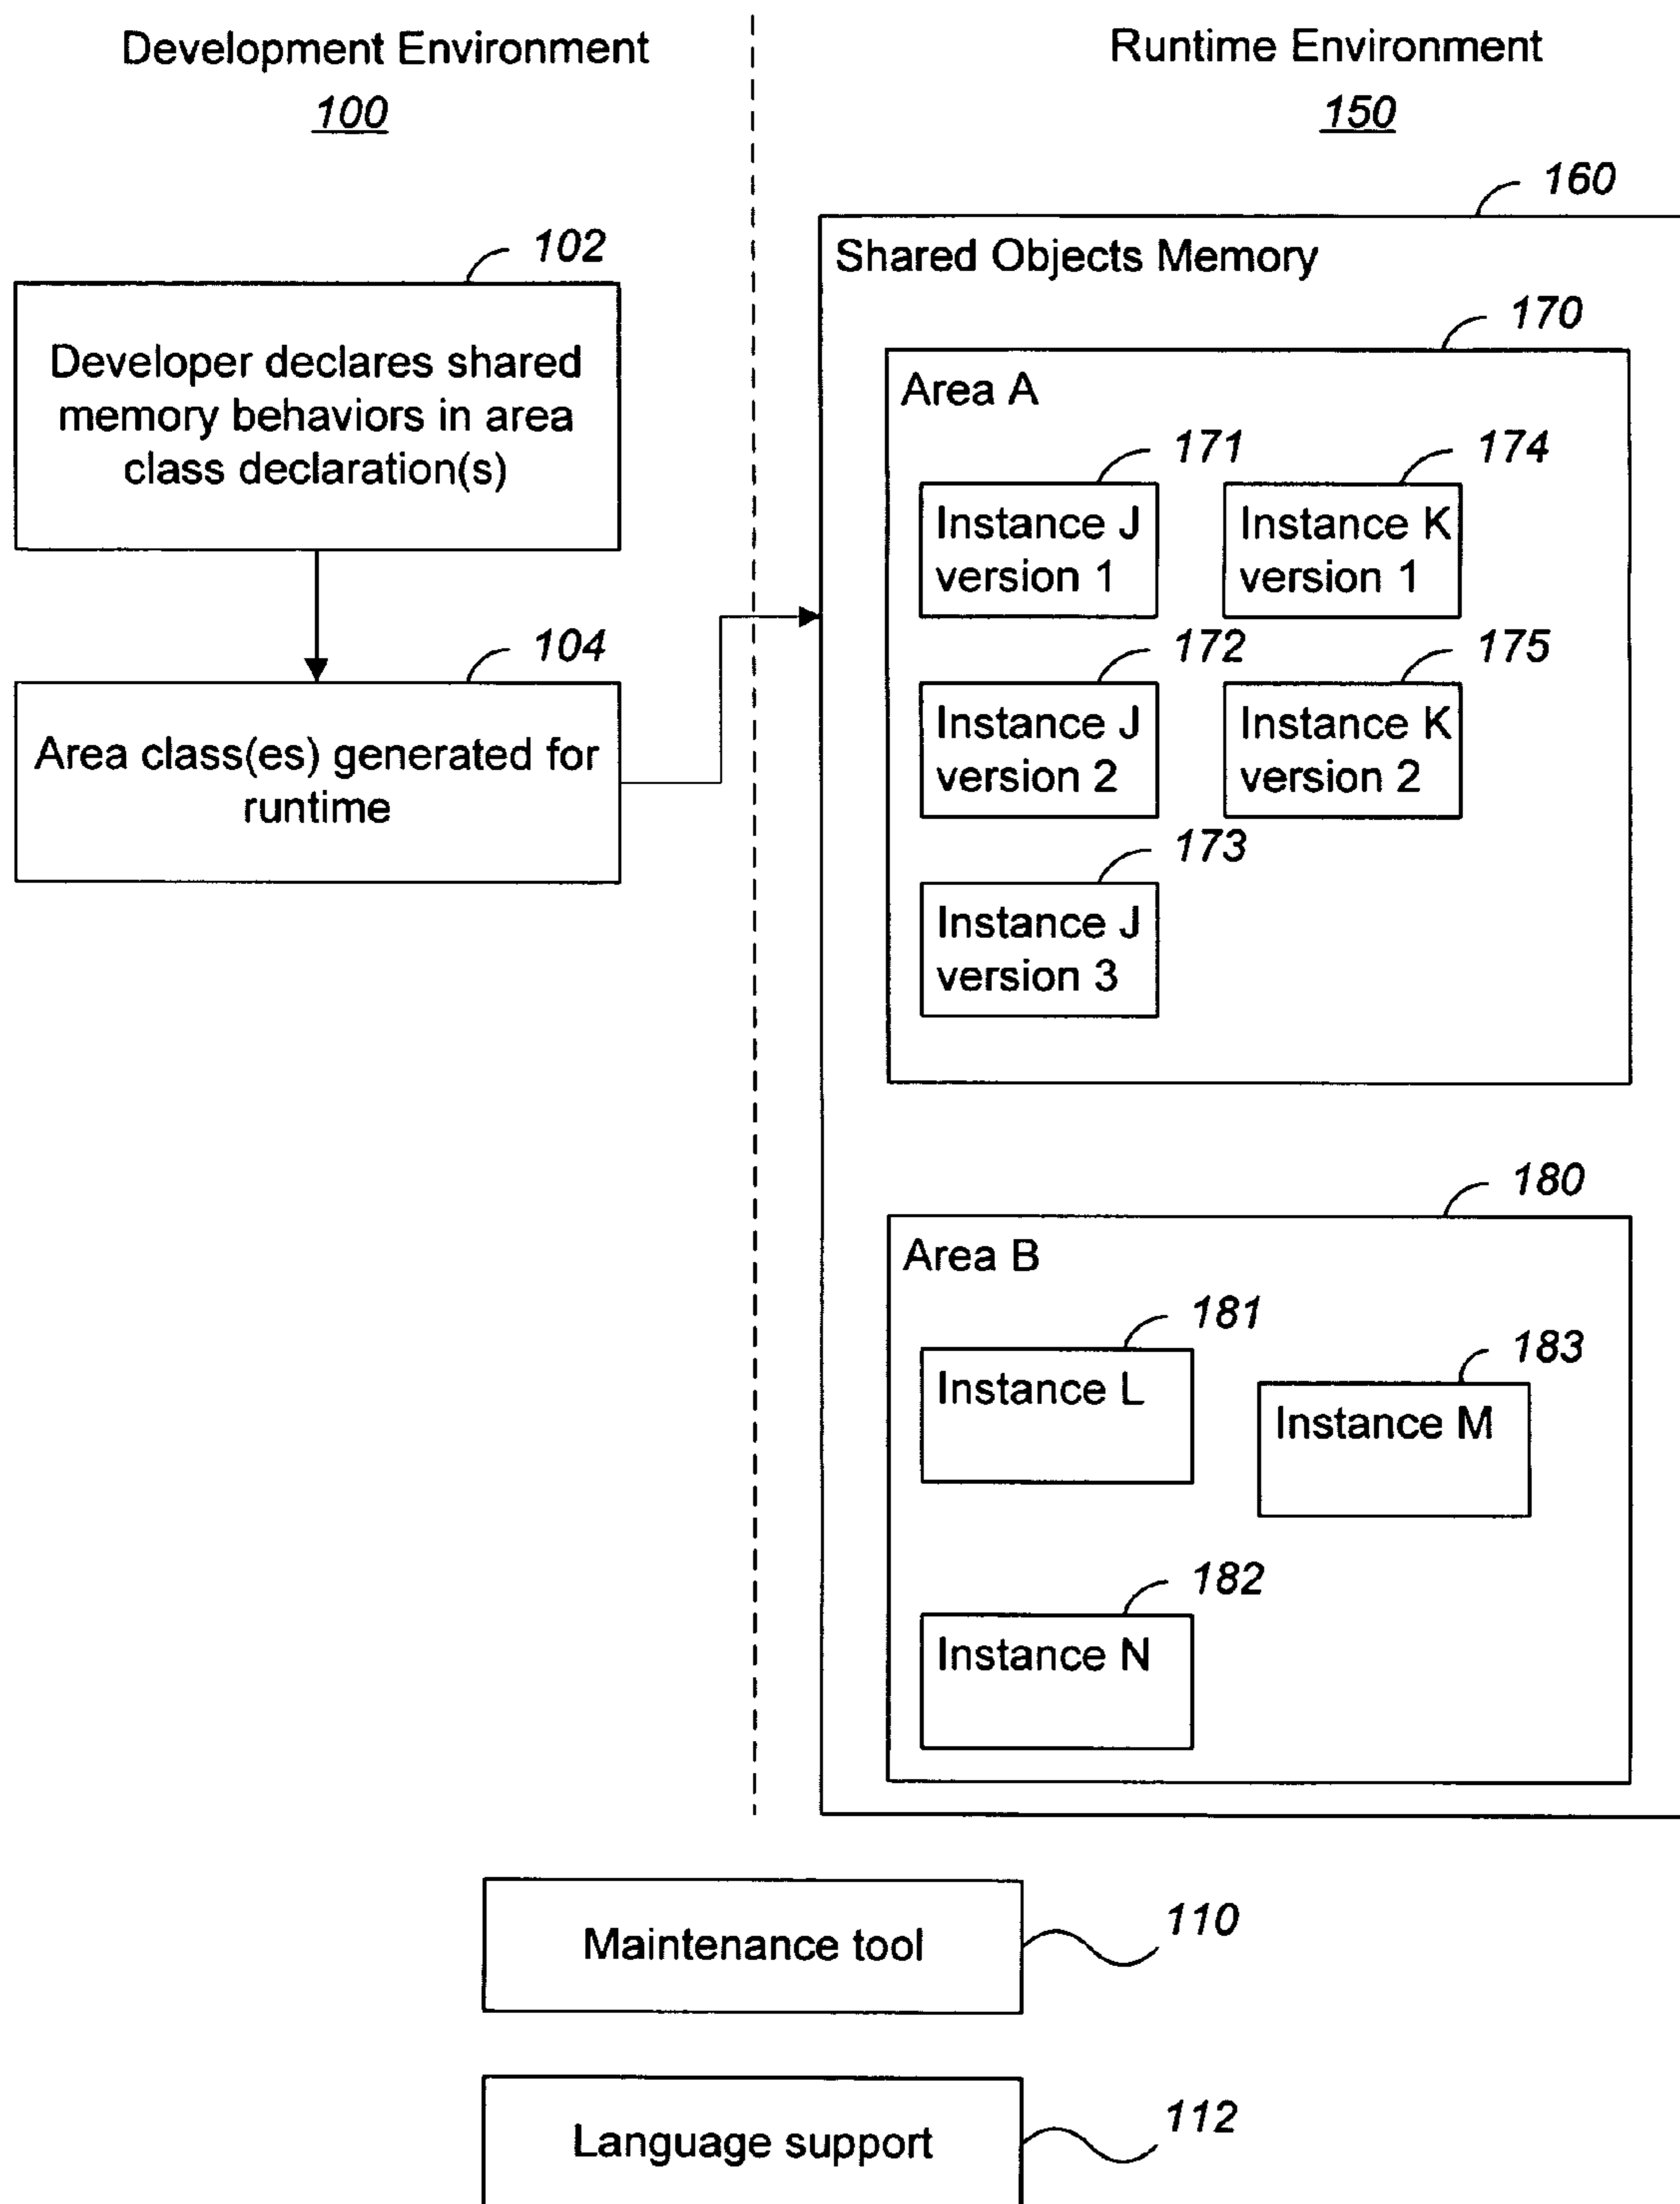 Development Environment
100
Runtime Environment
150
102
Developer declares shared
memory behaviors in area
class declaration(s)
104
Area class(es) generated for
runtime
160
Shared Objects Memory
170
Area A
171
Instance J
version 1
174
Instance K
version 1
172
Instance J
version 2
175
Instance K
version 2
173
Instance J
version 3
180
Area B
181
Instance L
183
Instance M
182
Instance N
Maintenance tool
110
Language support
112